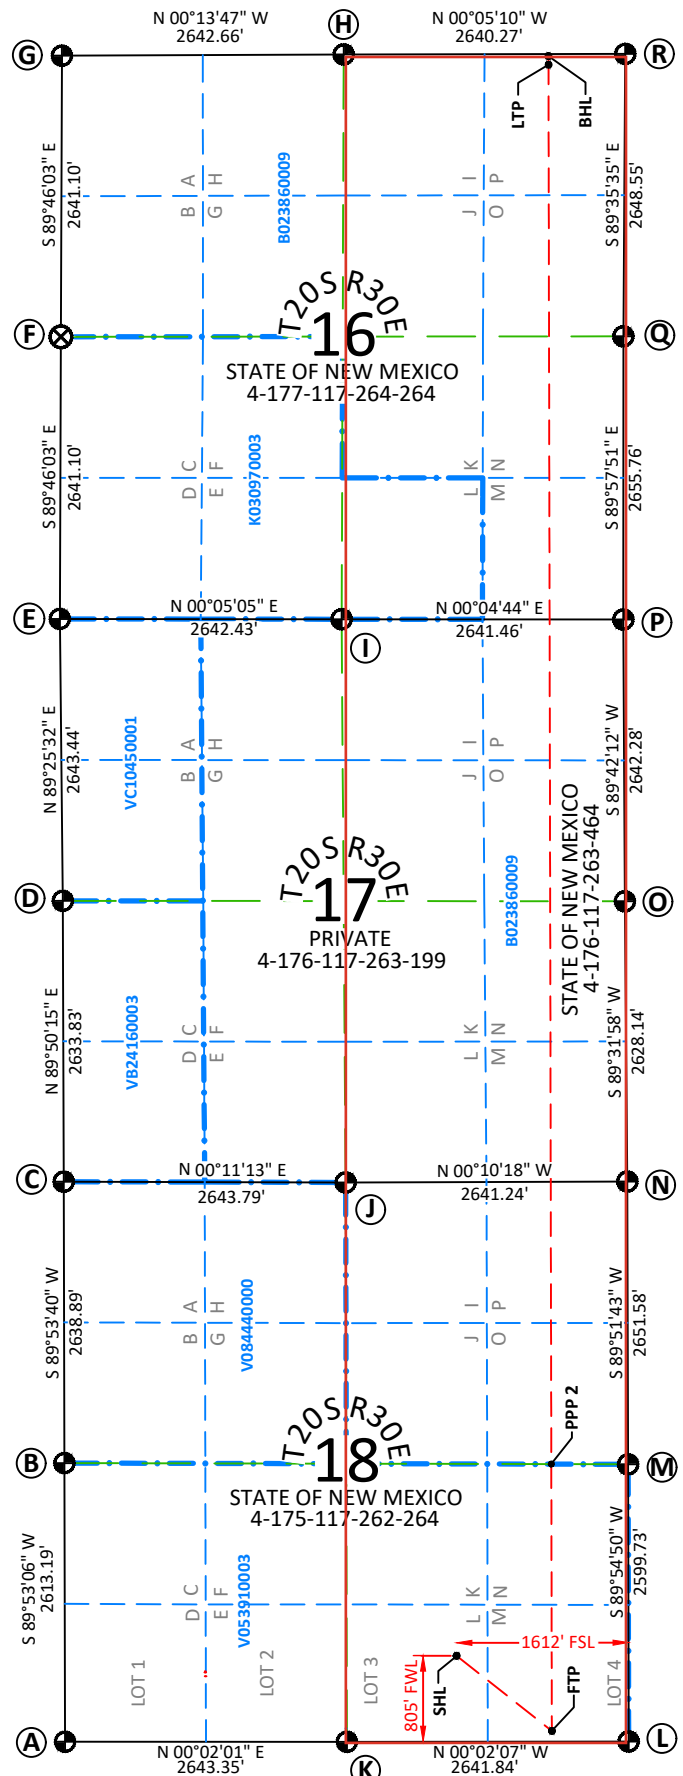 N 00°13'47" W
2642.66'
H
N 00°05'10" W
2640.27'
G
R
LTP
BHL
S 89°46'03" E
2641.10'
B023860009
S 89°35'35" E
2648.55'
A
H
B
G
I
P
J
O
F
T20S R30E
16
Q
STATE OF NEW MEXICO
4-177-117-264-264
S 89°46'03" E
2641.10'
K030970003
D
C
E
F
L
K
M
N
S 89°57'51" E
2655.76'
E
N 00°05'05" E
2642.43'
N 00°04'44" E
2641.46'
P
I
N 89°25'32" E
2643.44'
VC10450001
A
H
B
G
I
P
J
O
S 89°42'12" W
2642.28'
D
T20S R30E
17
O
PRIVATE
4-176-117-263-199
B023860009
STATE OF NEW MEXICO
4-176-117-263-464
N 89°50'15" E
2633.83'
VB24160003
D
C
E
F
L
K
M
N
S 89°31'58" W
2628.14'
C
N 00°11'13" E
2643.79'
N 00°10'18" W
2641.24'
N
J
S 89°53'40" W
2638.89'
V084440000
A
H
B
G
I
P
J
O
S 89°51'43" W
2651.58'
PPP 2
B
T20S R30E
18
M
STATE OF NEW MEXICO
4-175-117-262-264
S 89°53'06" W
2613.19'
V053910003
D
C
E
F
L
K
M
N
S 89°54'50" W
2599.73'
1612' FSL
805' FWL
LOT 1
LOT 2
LOT 3
SHL
FTP
LOT 4
A
N 00°02'01" E
2643.35'
K
N 00°02'07" W
2641.84'
L